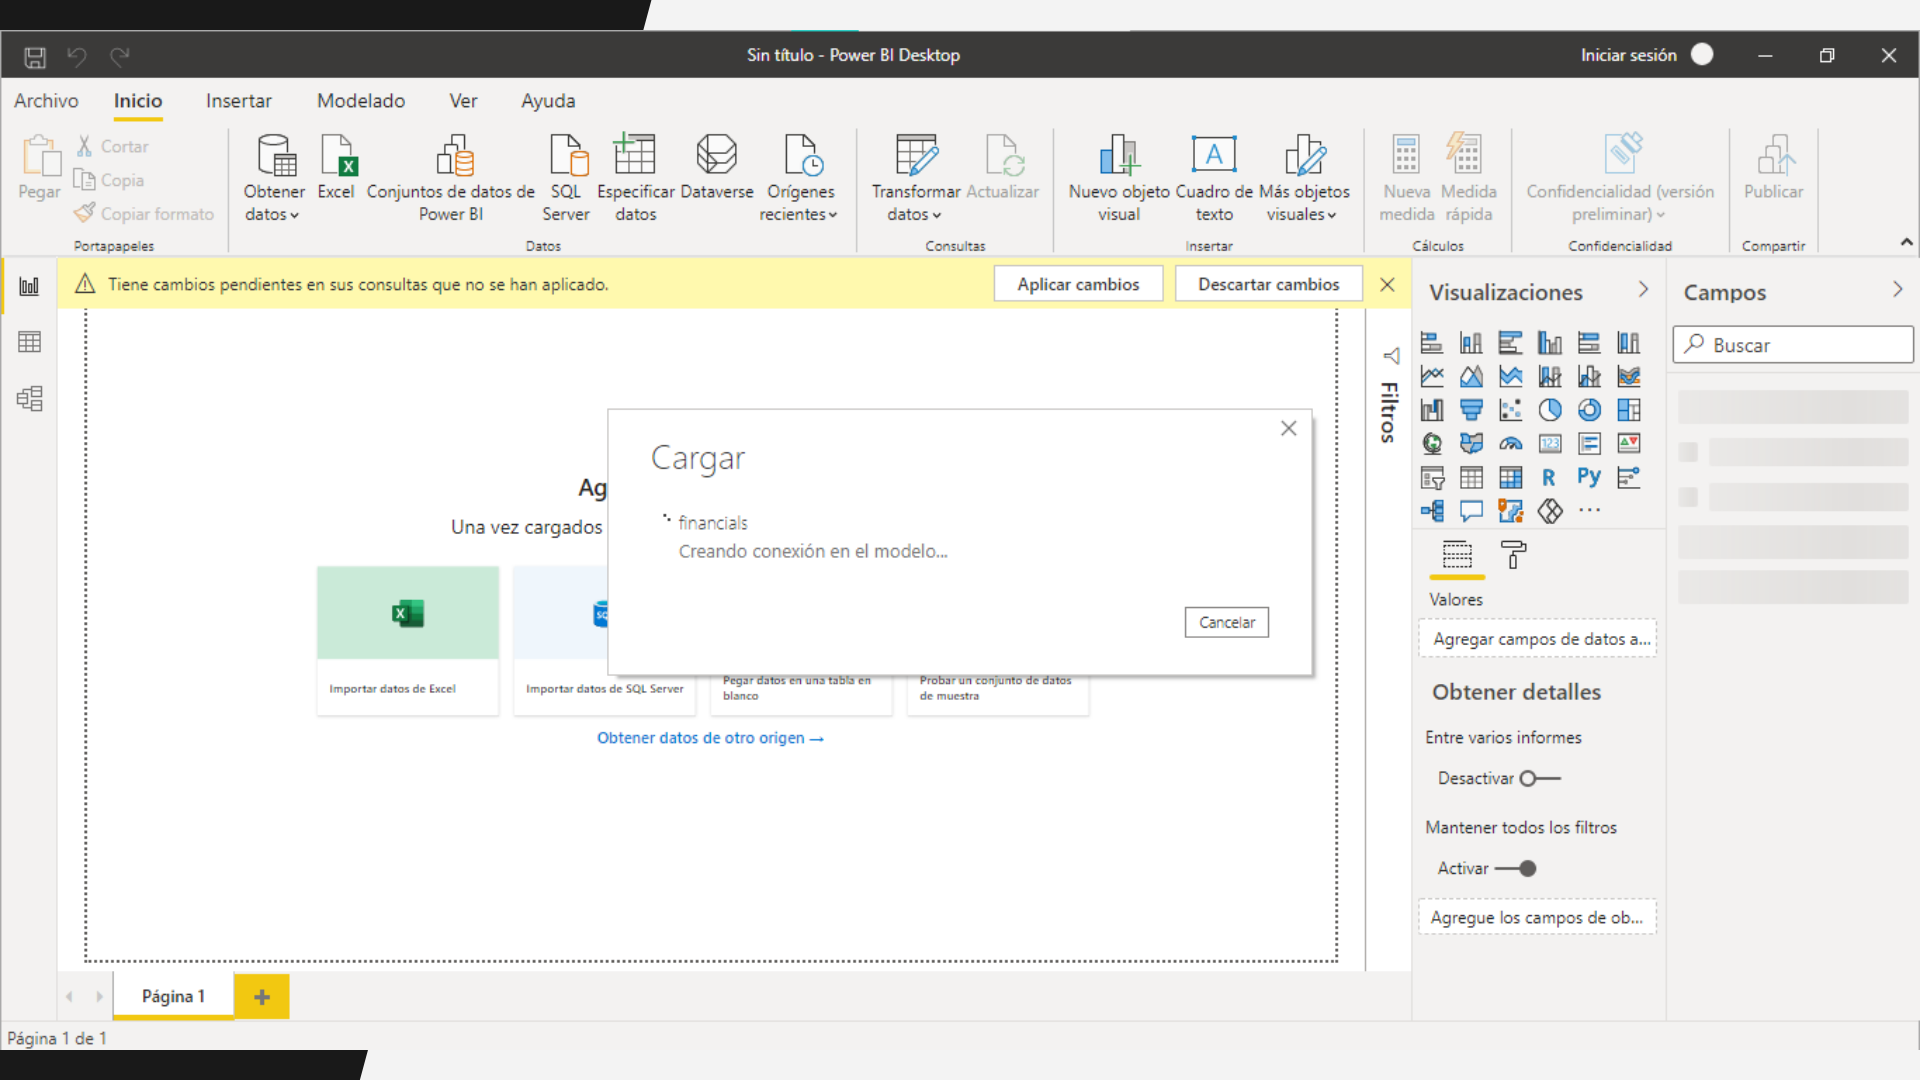 Sin título - Power BI Desktop
Iniciar sesión
Archivo
Inicio
Insertar
Modelado
Ver
Ayuda
Pegar
Cortar
Copia
Copiar formato
Portapapeles
Obtener
datos
Excel
Conjuntos de datos de
Power BI
SQL
Server
Especificar
datos
Dataverse
Orígenes
recientes
Datos
Transformar
datos
Actualizar
Consultas
Nuevo objeto
visual
Cuadro de
texto
Más objetos
visuales
Insertar
Nueva
medida
Medida
rápida
Cálculos
Confidencialidad (versión
preliminar)
Confidencialidad
Publicar
Compartir
Tiene cambios pendientes en sus consultas que no se han aplicado.
Aplicar cambios
Descartar cambios
Filtros
Ag
Una vez cargados
Cargar
financials
Creando conexión en el modelo...
Cancelar
Importar datos de Excel
Importar datos de SQL Server
Pegar datos en una tabla en
blanco
Probar un conjunto de datos
de muestra
Obtener datos de otro origen →
Visualizaciones
123
R
Py
...
Valores
Agregar campos de datos a...
Obtener detalles
Entre varios informes
Desactivar
Mantener todos los filtros
Activar
Agregue los campos de ob...
Campos
Buscar
Página 1
+
Página 1 de 1